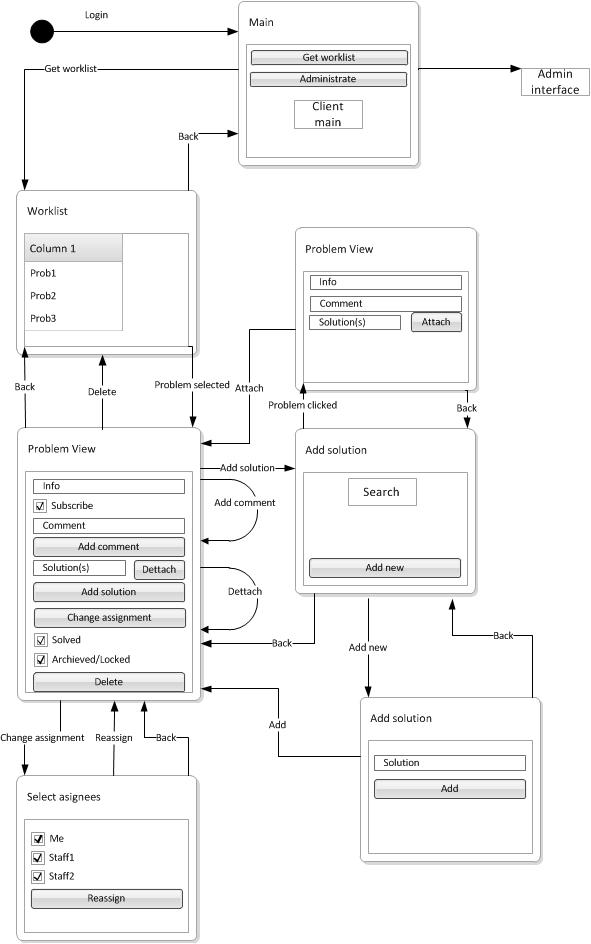 Login
Main
Get worklist
Administrate
Client
main
Admin
interface
Get worklist
Back
Worklist
Column 1
Prob1
Prob2
Prob3
Problem View
Info
Comment
Solution(s)
Attach
Back
Delete
Problem selected
Attach
Problem clicked
Back
Problem View
Info
Subscribe
Comment
Add comment
Solution(s)
Dettach
Add solution
Change assignment
Solved
Archieved/Locked
Delete
Add solution
Add comment
Dettach
Back
Add solution
Search
Add new
Add new
Back
Add
Add solution
Solution
Add
Change assignment
Reassign
Back
Select asignees
Me
Staff1
Staff2
Reassign